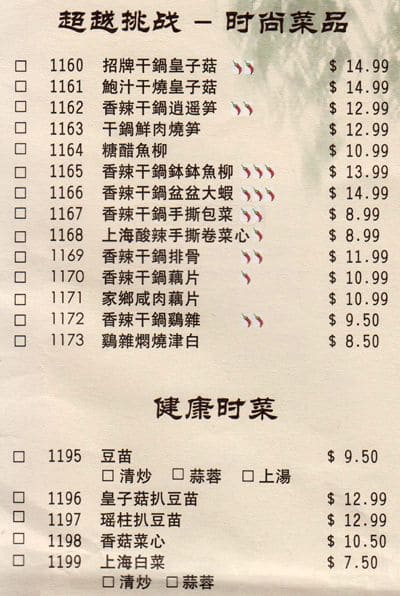 超越挑战 – 时尚菜品
□ 1160 招牌干鍋皇子菇 $ 14.99
□ 1161 鮑汁干燒皇子菇 $ 14.99
□ 1162 香辣干鍋逍遥笋 $ 12.99
□ 1163 干鍋鮮肉燒笋 $ 12.99
□ 1164 糖醋魚柳 $ 10.99
□ 1165 香辣干鍋鉢鉢魚柳 $ 13.99
□ 1166 香辣干鍋盆盆大蝦 $ 14.99
□ 1167 香辣干鍋手撕包菜 $ 8.99
□ 1168 上海酸辣手撕卷菜心 $ 8.99
□ 1169 香辣干鍋排骨 $ 11.99
□ 1170 香辣干鍋藕片 $ 10.99
□ 1171 家鄉咸肉藕片 $ 10.99
□ 1172 香辣干鍋鷄雜 $ 9.50
□ 1173 鷄雜燜燒津白 $ 8.50
健康时菜
□ 1195 豆苗 $ 9.50
□ 清炒 □ 蒜蓉 □ 上湯
□ 1196 皇子菇扒豆苗 $ 12.99
□ 1197 瑶柱扒豆苗 $ 12.99
□ 1198 香菇菜心 $ 10.50
□ 1199 上海白菜 $ 7.50
□ 清炒 □ 蒜蓉